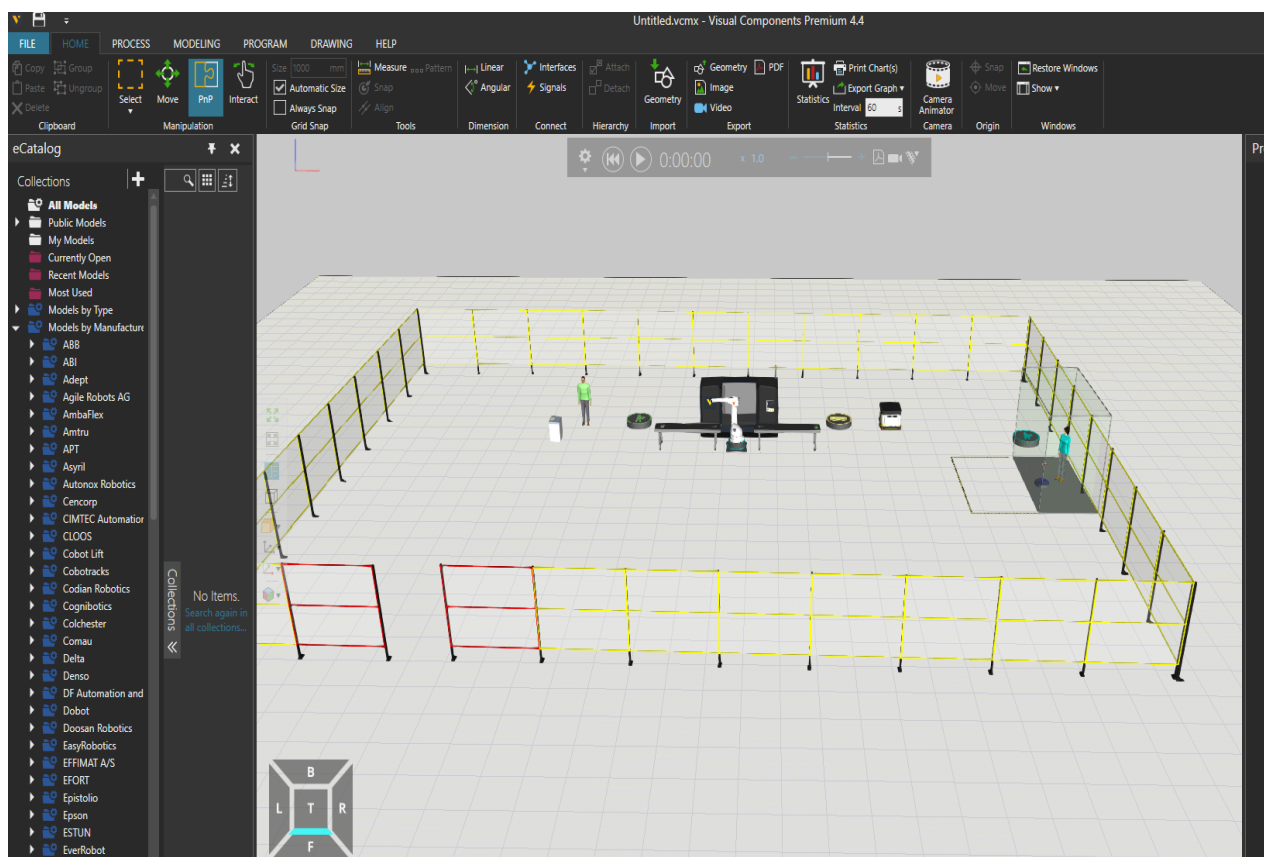 Untitled.vcmx - Visual Components Premium 4.4
FILE HOME PROCESS MODELING PROGRAM DRAWING HELP
Copy Group
Paste Ungroup
Delete
Clipboard
Select Move PnP Interact
Manipulation
Size 1000 mm
Automatic Size
Always Snap
Grid Snap
Measure Pattern
Snap
Align
Tools
Linear
Angular
Dimension
Interfaces
Signals
Connect
Attach
Detach
Hierarchy
Geometry
Import
Geometry PDF
Image
Video
Export
Statistics
Print Chart(s)
Export Graph
Interval 60 s
Statistics
Camera
Animator
Camera
Snap
Move
Origin
Restore Windows
Show
Windows
eCatalog
Collections
All Models
Public Models
My Models
Currently Open
Recent Models
Most Used
Models by Type
Models by Manufacture
ABB
ABI
Adept
Agile Robots AG
AmbaFlex
Amtru
APT
Asyril
Autonox Robotics
Cencorp
CIMTEC Automation
CLOOS
Cobot Lift
Cobotracks
Codian Robotics
Cognibotics
Colchester
Comau
Delta
Denso
DF Automation and
Dobot
Doosan Robotics
EasyRobotics
EFFIMAT A/S
EFORT
Epistolio
Epson
ESTUN
EverRobot
Collections
No Items.
Search again in
all collections...
0:00:00 x 1.0
B
L T R
F
Pr